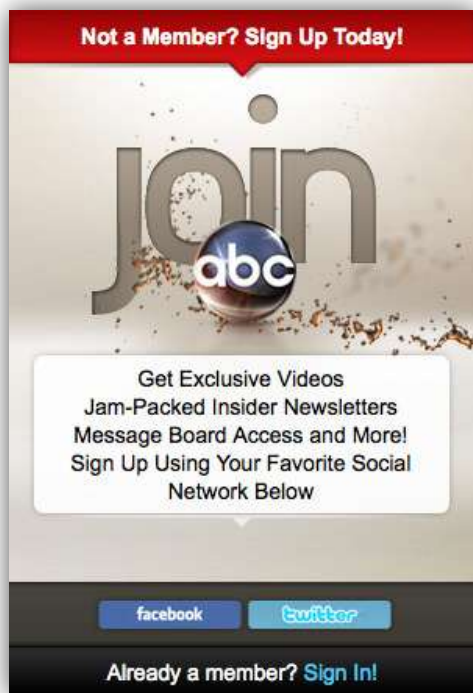 Not a Member? Sign Up Today!
join
abc
Get Exclusive Videos
Jam-Packed Insider Newsletters
Message Board Access and More!
Sign Up Using Your Favorite Social
Network Below
facebook twitter
Already a member? Sign In!